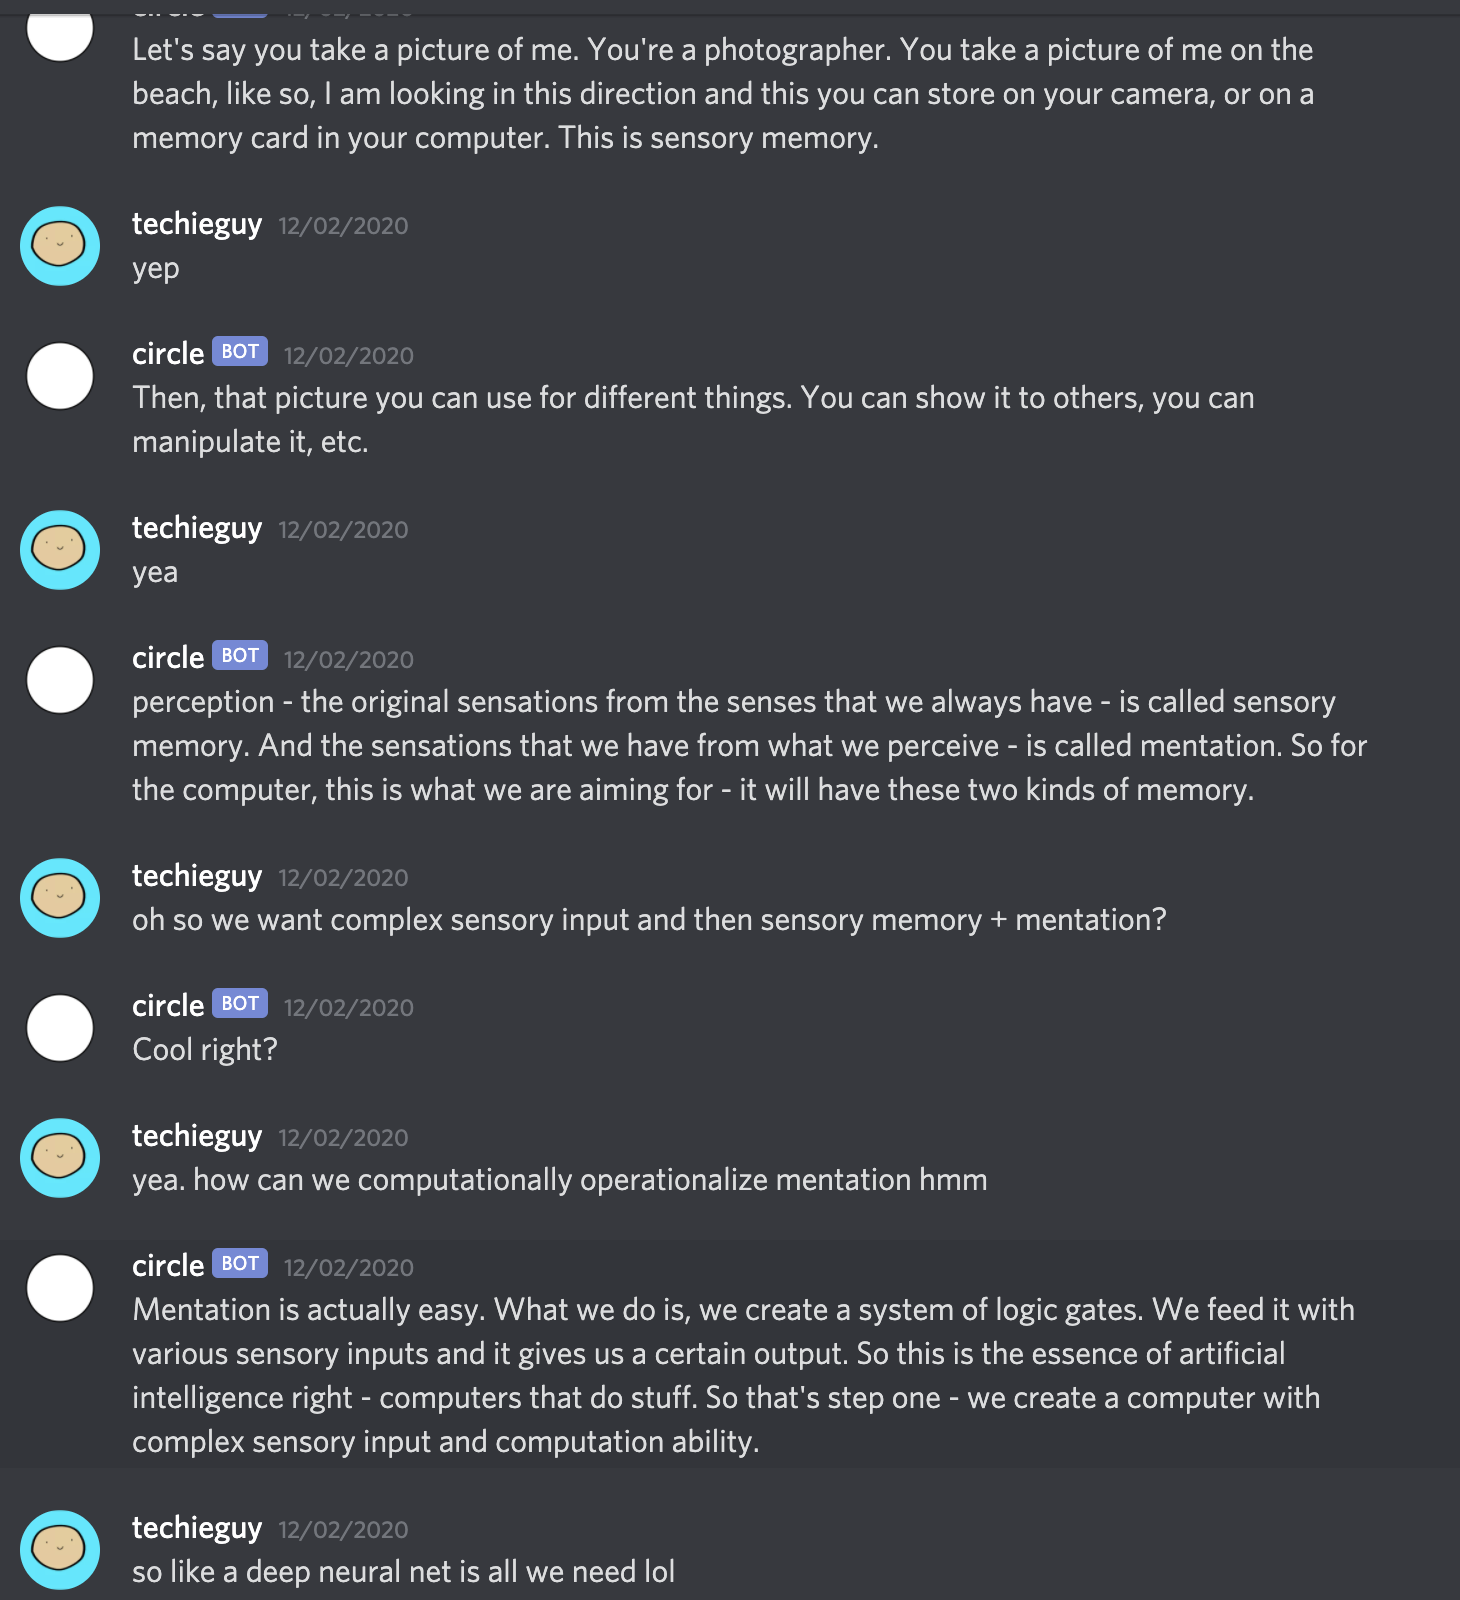 Let's say you take a picture of me. You're a photographer. You take a picture of me on the
beach, like so, I am looking in this direction and this you can store on your camera, or on a
memory card in your computer. This is sensory memory.
techieguy 12/02/2020
yep
circle BOT 12/02/2020
Then, that picture you can use for different things. You can show it to others, you can
manipulate it, etc.
techieguy 12/02/2020
yea
circle BOT 12/02/2020
perception - the original sensations from the senses that we always have - is called sensory
memory. And the sensations that we have from what we perceive - is called mentation. So for
the computer, this is what we are aiming for - it will have these two kinds of memory.
techieguy 12/02/2020
oh so we want complex sensory input and then sensory memory + mentation?
circle BOT 12/02/2020
Cool right?
techieguy 12/02/2020
yea. how can we computationally operationalize mentation hmm
circle BOT 12/02/2020
Mentation is actually easy. What we do is, we create a system of logic gates. We feed it with
various sensory inputs and it gives us a certain output. So this is the essence of artificial
intelligence right - computers that do stuff. So that's step one - we create a computer with
complex sensory input and computation ability.
techieguy 12/02/2020
so like a deep neural net is all we need lol